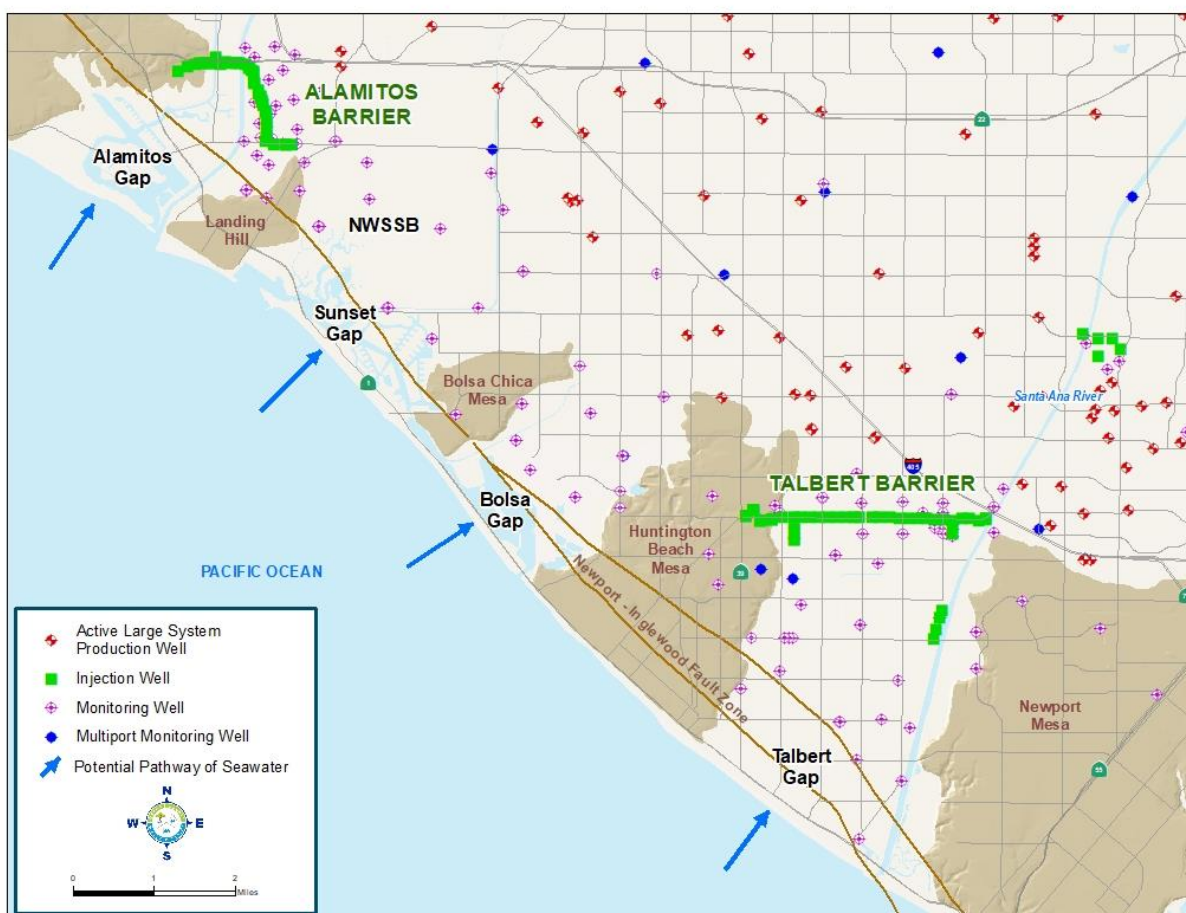 ALAMITOS
BARRIER
Alamitos
Gap
22
Landing
Hill
NWSSB
Sunset
Gap
1
Bolsa Chica
Mesa
Santa Ana River
405
TALBERT BARRIER
Bolsa
Gap
Huntington
Beach
Mesa
39
PACIFIC OCEAN
Newport - Inglewood Fault Zone
Newport
Mesa
Talbert
Gap
55
Active Large System
Production Well
Injection Well
Monitoring Well
Multiport Monitoring Well
Potential Pathway of Seawater
N
W E
S
0 1 2
Miles